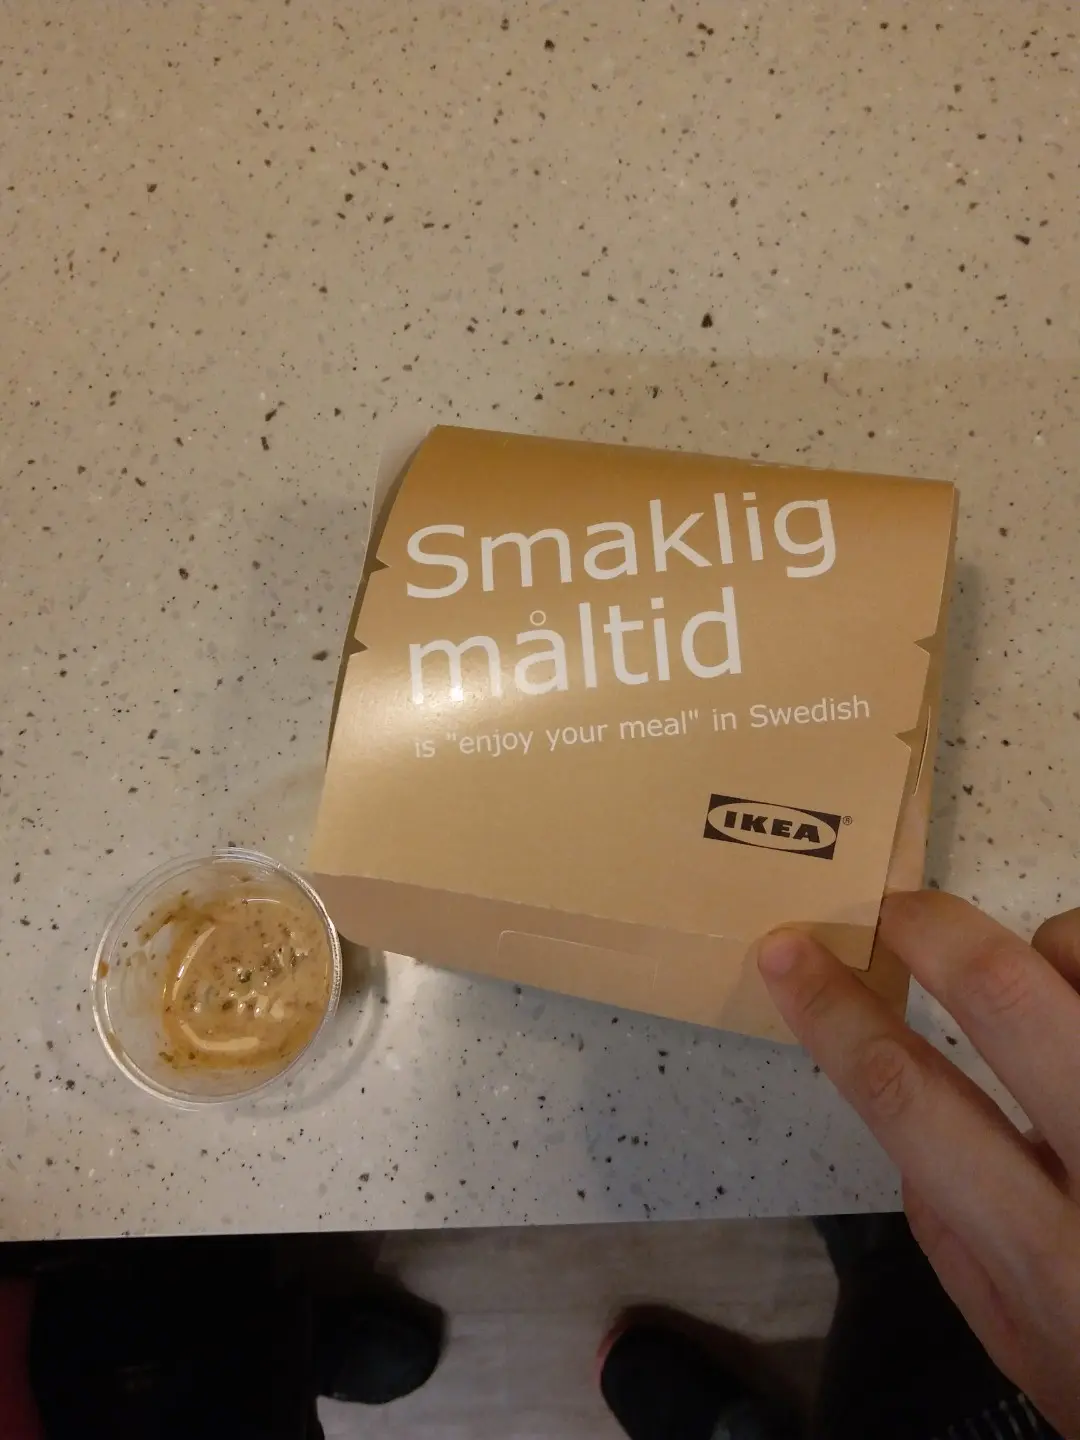 Smaklig
måltid
is "enjoy your meal" in Swedish
IKEA®